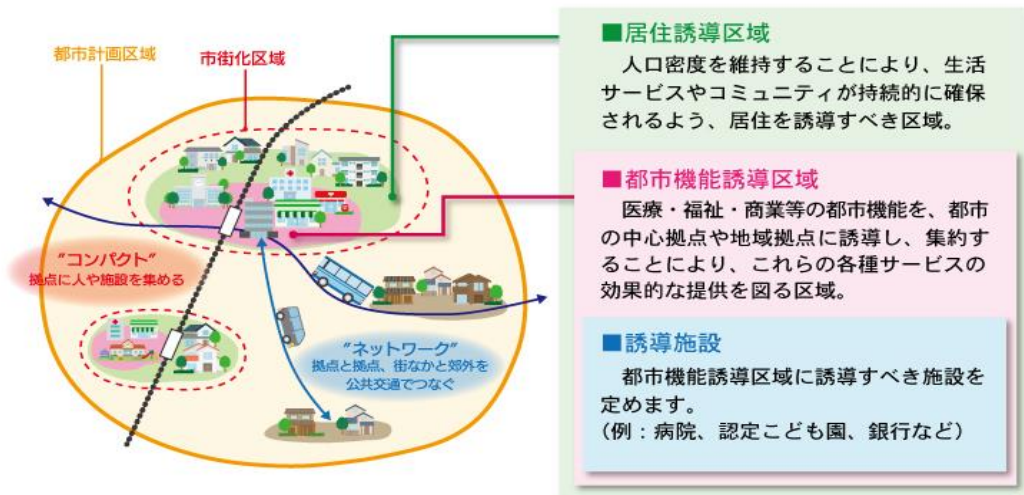 都市計画区域
市街化区域
"コンパクト"
拠点に人や施設を集める
"ネットワーク"
拠点と拠点、街なかと郊外を
公共交通でつなぐ
■居住誘導区域
人口密度を維持することにより、生活
サービスやコミュニティが持続的に確保
されるよう、居住を誘導すべき区域。
■都市機能誘導区域
医療・福祉・商業等の都市機能を、都市
の中心拠点や地域拠点に誘導し、集約す
ることにより、これらの各種サービスの
効果的な提供を図る区域。
■誘導施設
都市機能誘導区域に誘導すべき施設を
定めます。
(例：病院、認定こども園、銀行など)